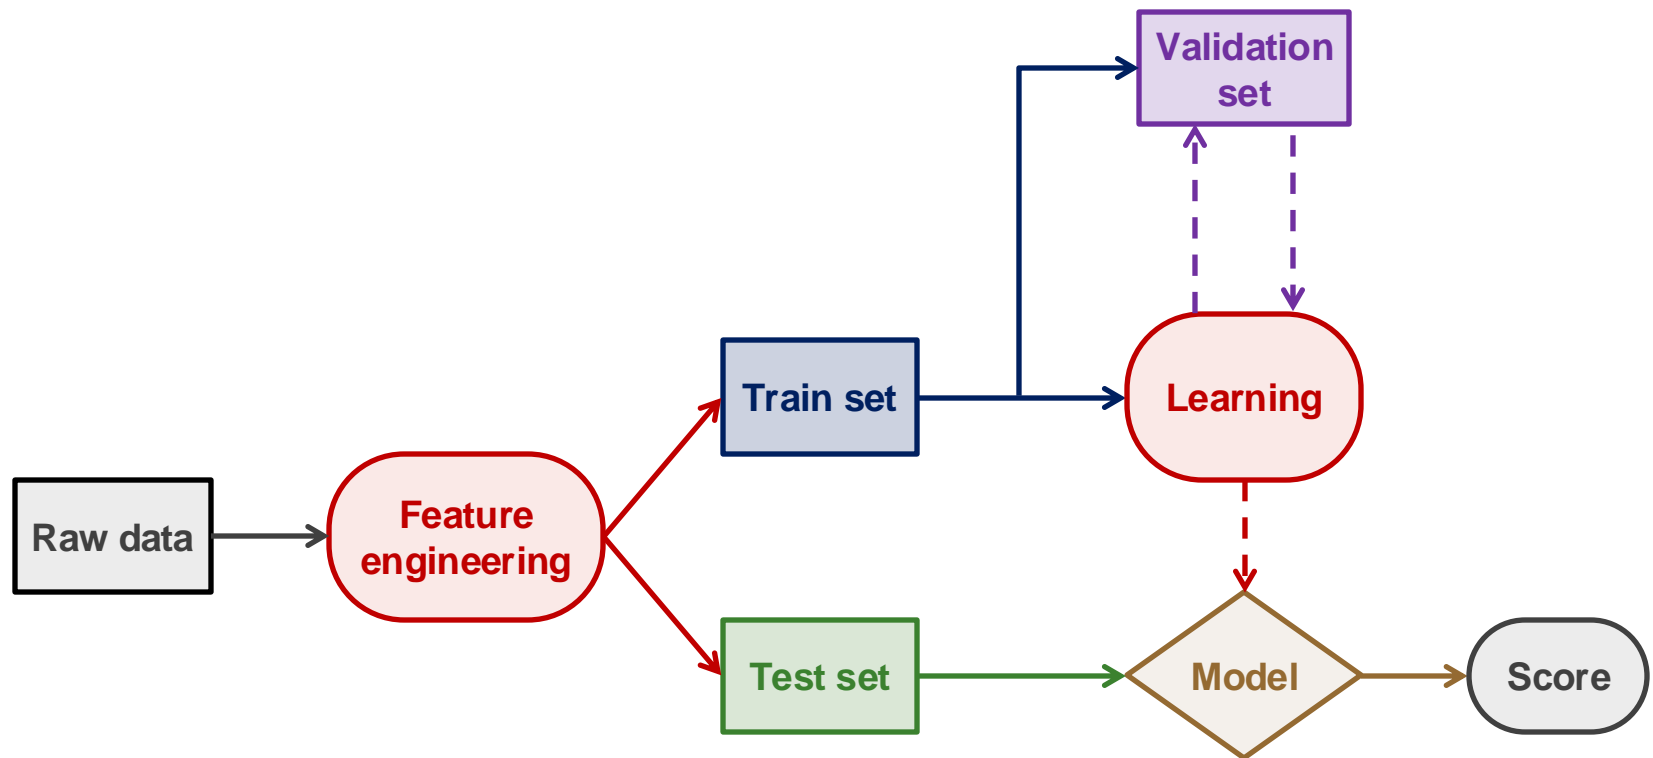 Validation
set
Train set
Learning
Raw data
Feature
engineering
Test set
Model
Score